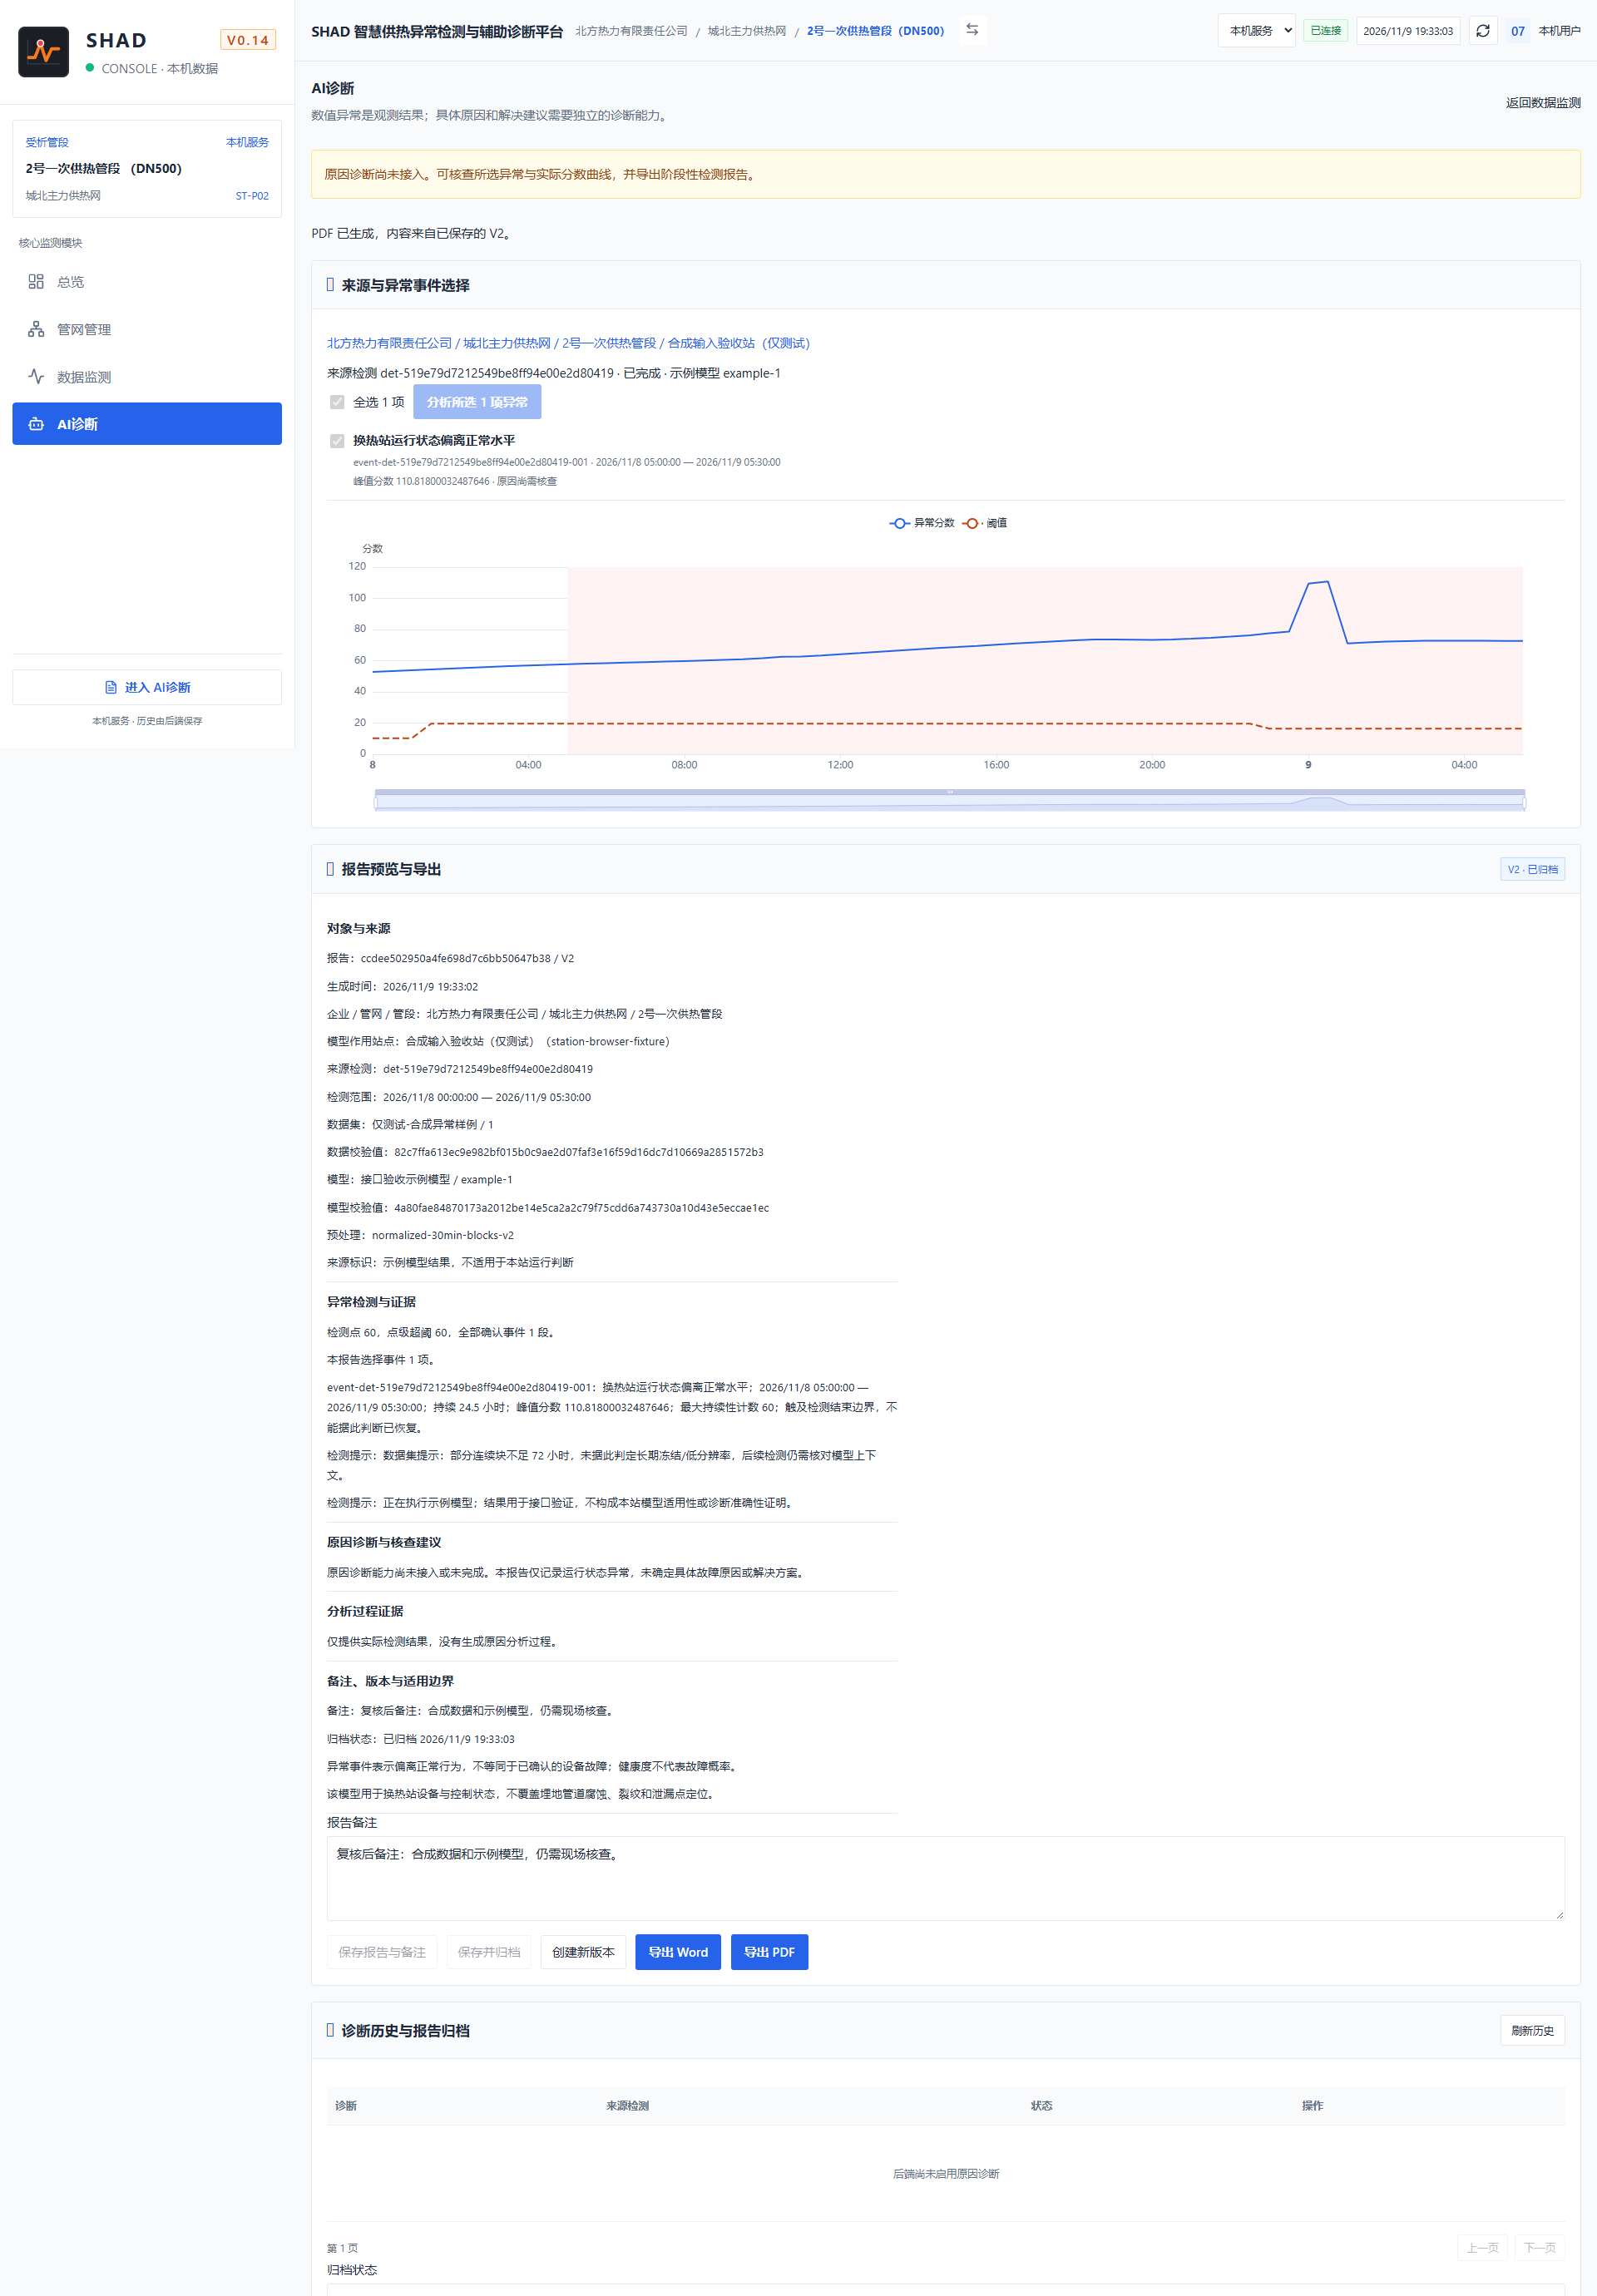 SHAD
V0.14
CONSOLE · 本机数据
受析管段
本机服务
2号一次供热管段 （DN500）
城北主力供热网
ST-P02
核心监测模块
总览
管网管理
数据监测
AI诊断
进入 AI诊断
本机服务 · 历史由后端保存
SHAD 智慧供热异常检测与辅助诊断平台
北方热力有限责任公司 / 城北主力供热网 / 2号一次供热管段（DN500）
本机服务
已连接
2026/11/9 19:33:03
07
本机用户
AI诊断
数值异常是观测结果；具体原因和解决建议需要独立的诊断能力。
返回数据监测
原因诊断尚未接入。可核查所选异常与实际分数曲线，并导出阶段性检测报告。
PDF 已生成，内容来自已保存的 V2。
来源与异常事件选择
北方热力有限责任公司 / 城北主力供热网 / 2号一次供热管段 / 合成输入验收站（仅测试）
来源检测 det-519e79d7212549be8ff94e00e2d80419 · 已完成 · 示例模型 example-1
全选 1 项
分析所选 1 项异常
换热站运行状态偏离正常水平
event-det-519e79d7212549be8ff94e00e2d80419-001 · 2026/11/8 05:00:00 — 2026/11/9 05:30:00
峰值分数 110.81800032487646 · 原因尚需核查
异常分数
阈值
分数
120
100
80
60
40
20
0
8
04:00
08:00
12:00
16:00
20:00
9
04:00
报告预览与导出
V2 · 已归档
对象与来源
报告：ccdee502950a4fe698d7c6bb50647b38 / V2
生成时间：2026/11/9 19:33:02
企业 / 管网 / 管段：北方热力有限责任公司 / 城北主力供热网 / 2号一次供热管段
模型作用站点：合成输入验收站（仅测试）（station-browser-fixture）
来源检测：det-519e79d7212549be8ff94e00e2d80419
检测范围：2026/11/8 00:00:00 — 2026/11/9 05:30:00
数据集：仅测试-合成异常样例 / 1
数据校验值：82c7ffa613ec9e982bf015b0c9ae2d07faf3e16f59d16dc7d10669a2851572b3
模型：接口验收示例模型 / example-1
模型校验值：4a80fae84870173a2012be14e5ca2a2c79f75cdd6a743730a10d43e5eccae1ec
预处理：normalized-30min-blocks-v2
来源标识：示例模型结果，不适用于本站运行判断
异常检测与证据
检测点 60，点级超阈 60，全部确认事件 1 段。
本报告选择事件 1 项。
event-det-519e79d7212549be8ff94e00e2d80419-001：换热站运行状态偏离正常水平；2026/11/8 05:00:00 —
2026/11/9 05:30:00；持续 24.5 小时；峰值分数 110.81800032487646；最大持续性计数 60；触及检测结束边界，不
能据此判断已恢复。
检测提示：数据集提示：部分连续块不足 72 小时，未据此判定长期冻结/低分辨率，后续检测仍需核对模型上下
文。
检测提示：正在执行示例模型；结果用于接口验证，不构成本站模型适用性或诊断准确性证明。
原因诊断与核查建议
原因诊断能力尚未接入或未完成。本报告仅记录运行状态异常，未确定具体故障原因或解决方案。
分析过程证据
仅提供实际检测结果，没有生成原因分析过程。
备注、版本与适用边界
备注：复核后备注：合成数据和示例模型，仍需现场核查。
归档状态：已归档 2026/11/9 19:33:03
异常事件表示偏离正常行为，不等同于已确认的设备故障；健康度不代表故障概率。
该模型用于换热站设备与控制状态，不覆盖埋地管道腐蚀、裂纹和泄漏点定位。
报告备注
复核后备注：合成数据和示例模型，仍需现场核查。
保存报告与备注
保存并归档
创建新版本
导出 Word
导出 PDF
诊断历史与报告归档
刷新历史
诊断
来源检测
状态
操作
后端尚未启用原因诊断
第 1 页
上一页
下一页
归档状态